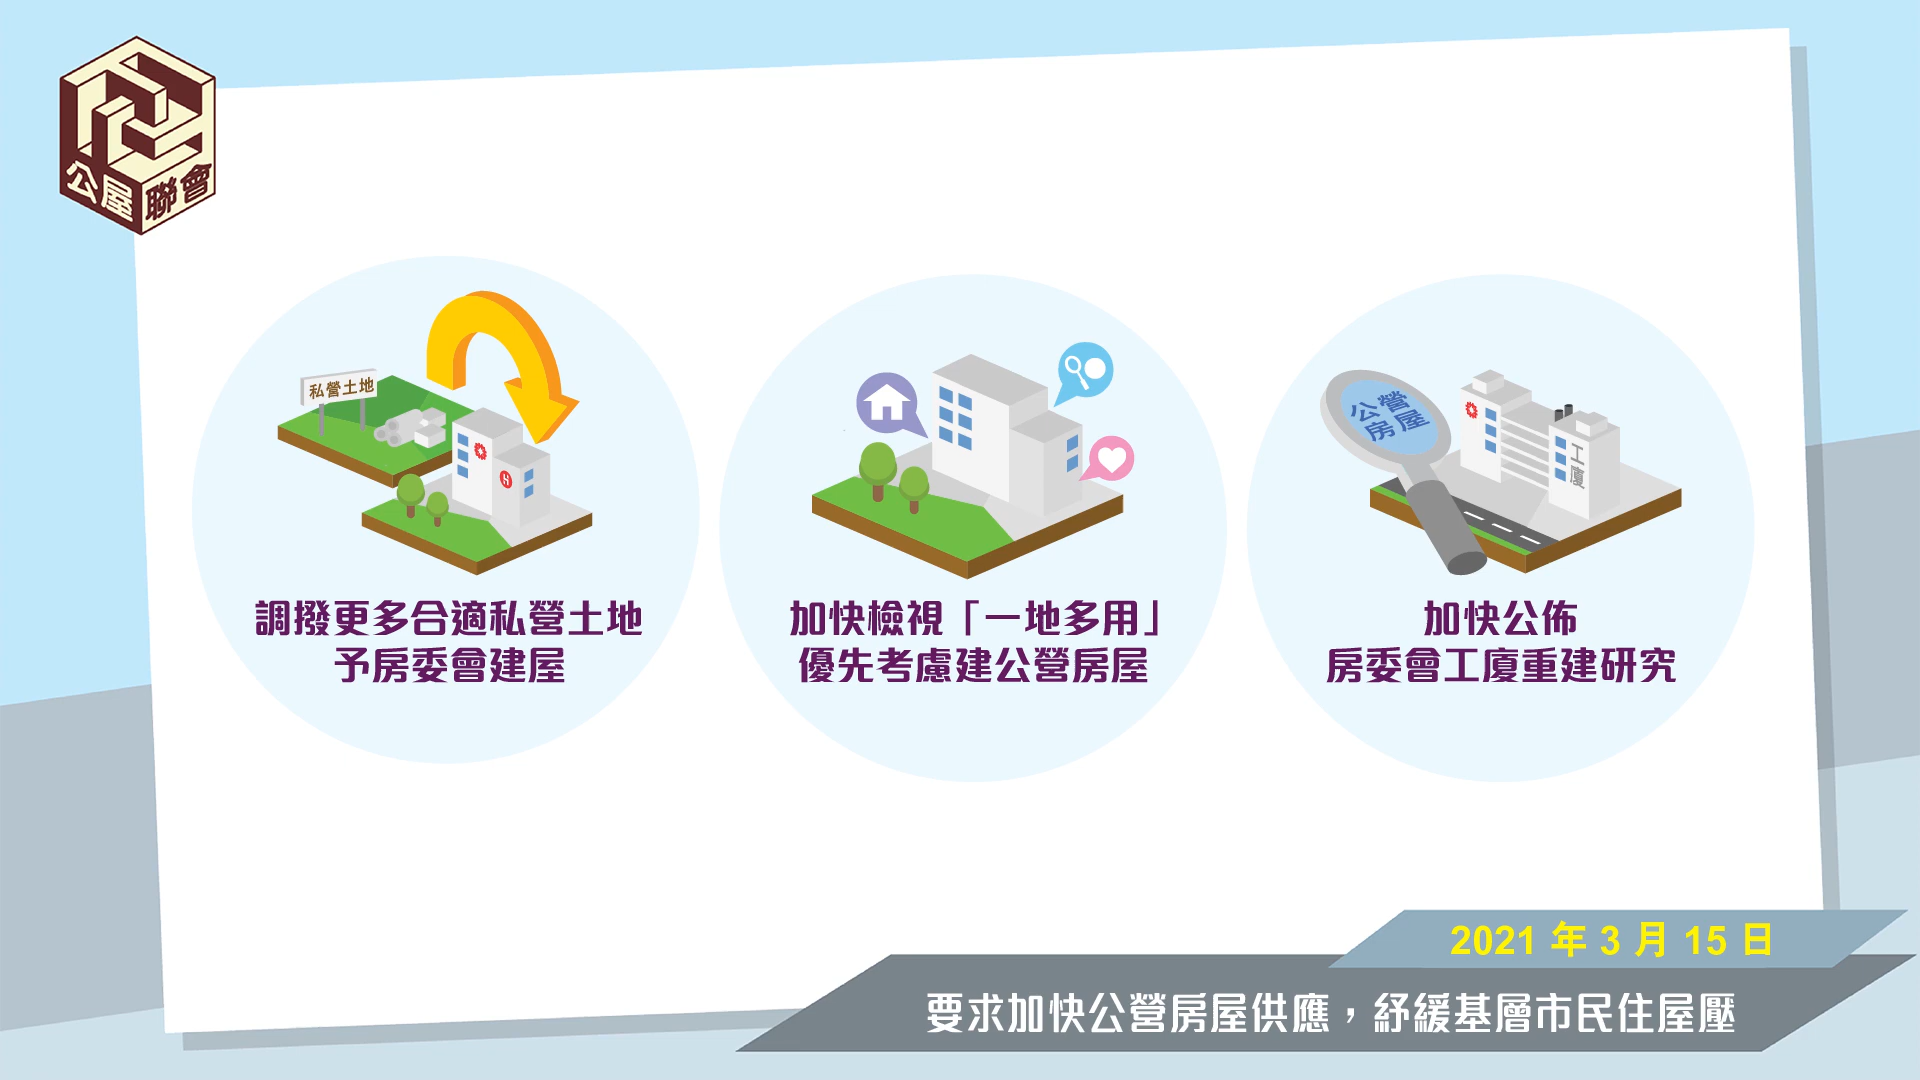 公屋聯會
私營土地
調撥更多合適私營土地
予房委會建屋
加快檢視「一地多用」
優先考慮建公營房屋
公營
房屋
工廈
加快公佈
房委會工廈重建研究
2021 年 3 月 15 日
要求加快公營房屋供應，紓緩基層市民住屋壓